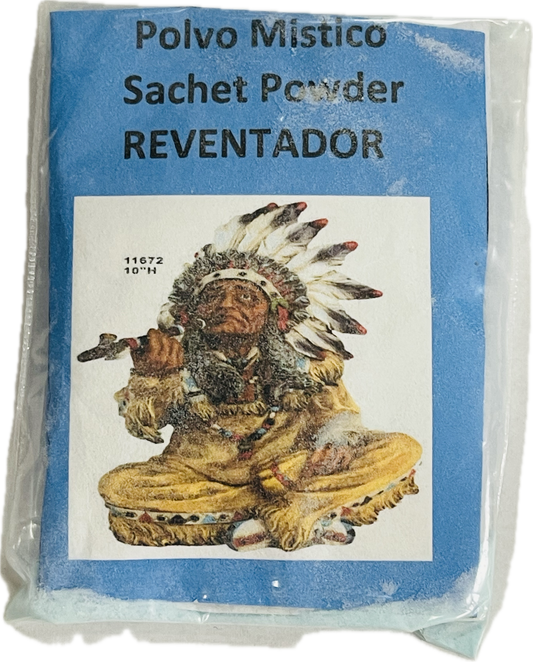 Polvo Mistico
Sachet Powder
REVENTADOR
11672
10"H